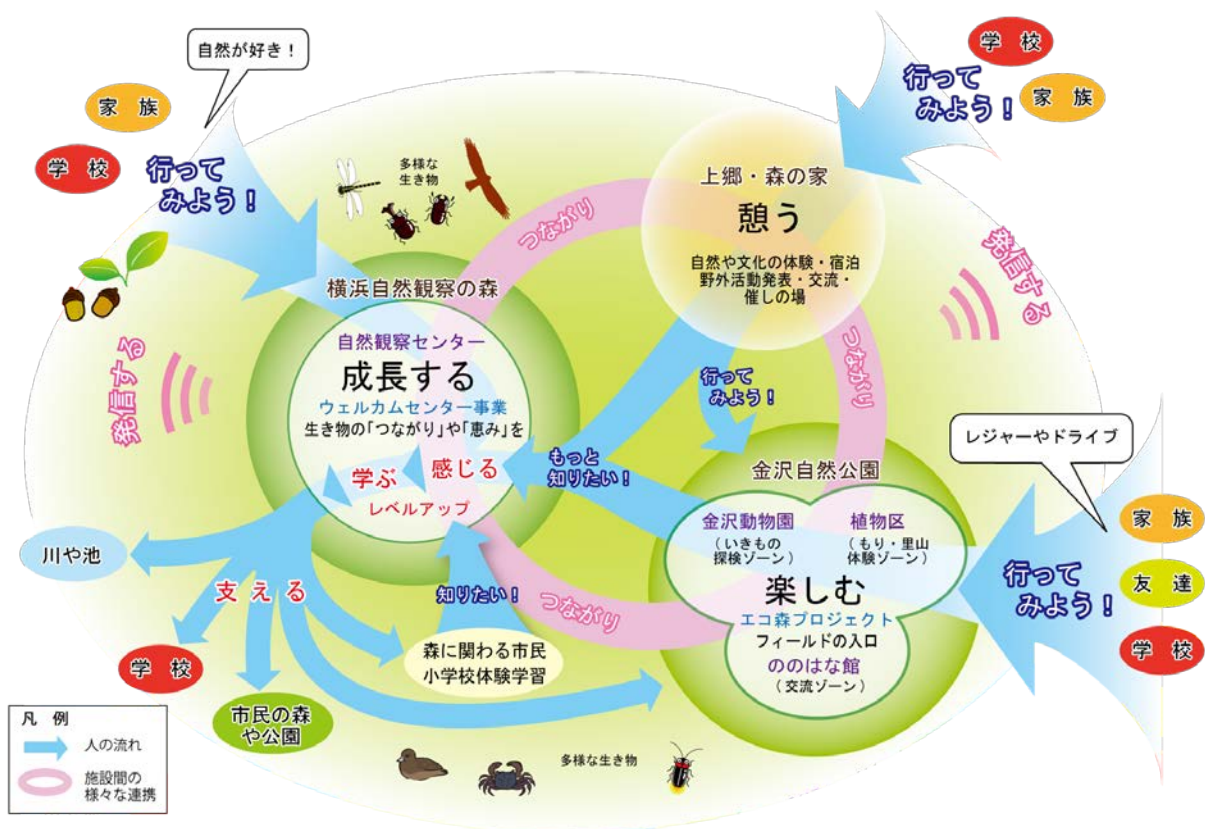 自然が好き!
家 族
学 校
行って
みよう!
多様な
生き物
つながり
学 校
行って
みよう!
家 族
上郷・森の家
憩う
自然や文化の体験・宿泊
野外活動発表・交流・
催しの場
発信する
つながり
発信する
横浜自然観察の森
自然観察センター
成長する
ウェルカムセンター事業
生き物の「つながり」や「恵み」を
学ぶ
感じる
レベルアップ
行って
みよう!
もっと
知りたい!
レジャーやドライブ
金沢自然公園
金沢動物園
(いきもの
探検ゾーン)
植物区
(もり・里山
体験ゾーン)
楽しむ
エコ森プロジェクト
フィールドの入口
ののはな館
(交流ゾーン)
行って
みよう!
家 族
友 達
学 校
川や池
支える
知りたい!
つながり
森に関わる市民
小学校体験学習
学 校
市民の森
や公園
多様な生き物
凡 例
人の流れ
施設間の
様々な連携